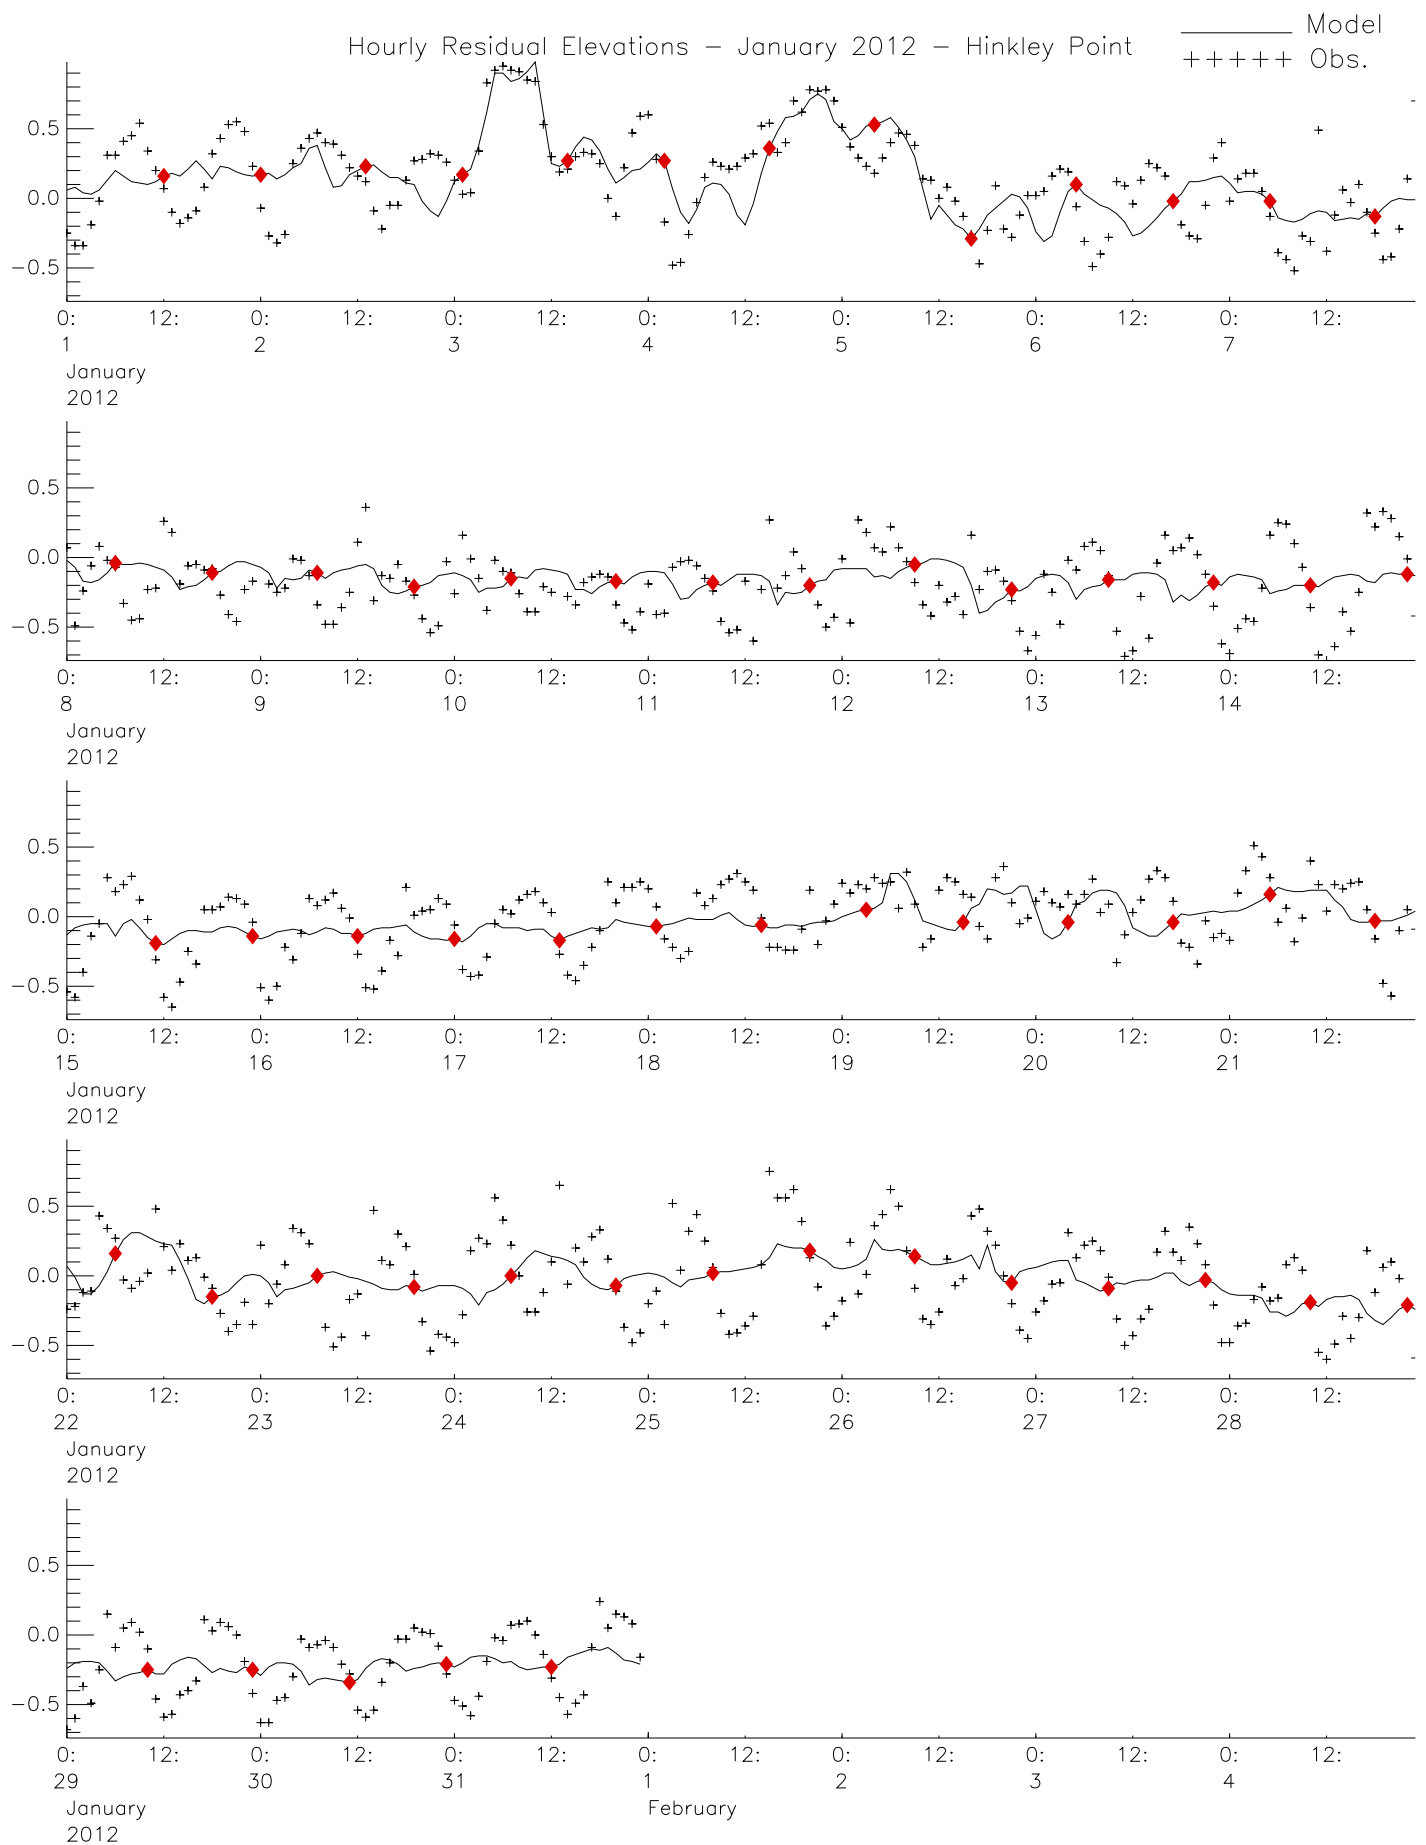 Hourly Residual Elevations − January 2012 − Hinkley Point
Model
+++++ Obs.
0.5
0.0
−0.5
0: 12: 0: 12: 0: 12: 0: 12: 0: 12: 0: 12: 0: 12:
1 2 3 4 5 6 7
January
2012
0.5
0.0
−0.5
0: 12: 0: 12: 0: 12: 0: 12: 0: 12: 0: 12: 0: 12:
8 9 10 11 12 13 14
January
2012
0.5
0.0
−0.5
0: 12: 0: 12: 0: 12: 0: 12: 0: 12: 0: 12: 0: 12:
15 16 17 18 19 20 21
January
2012
0.5
0.0
−0.5
0: 12: 0: 12: 0: 12: 0: 12: 0: 12: 0: 12: 0: 12:
22 23 24 25 26 27 28
January
2012
0.5
0.0
−0.5
0: 12: 0: 12: 0: 12: 0: 12: 0: 12: 0: 12: 0: 12:
29 30 31 1 2 3 4
January February
2012